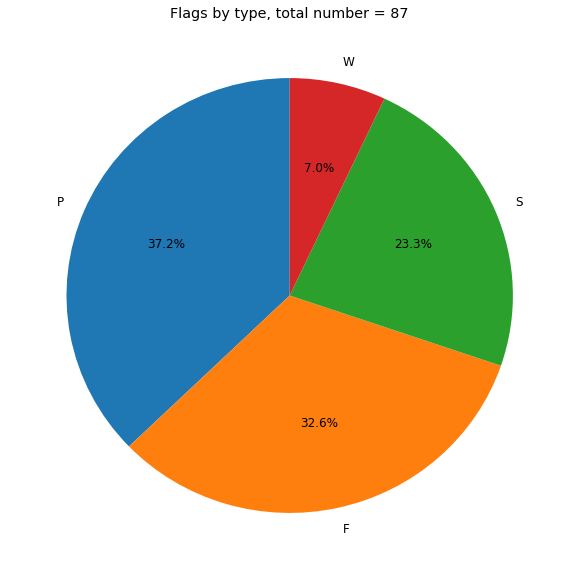 Flags by type, total number = 87
W
7.0%
P
S
37.2%
23.3%
32.6%
F